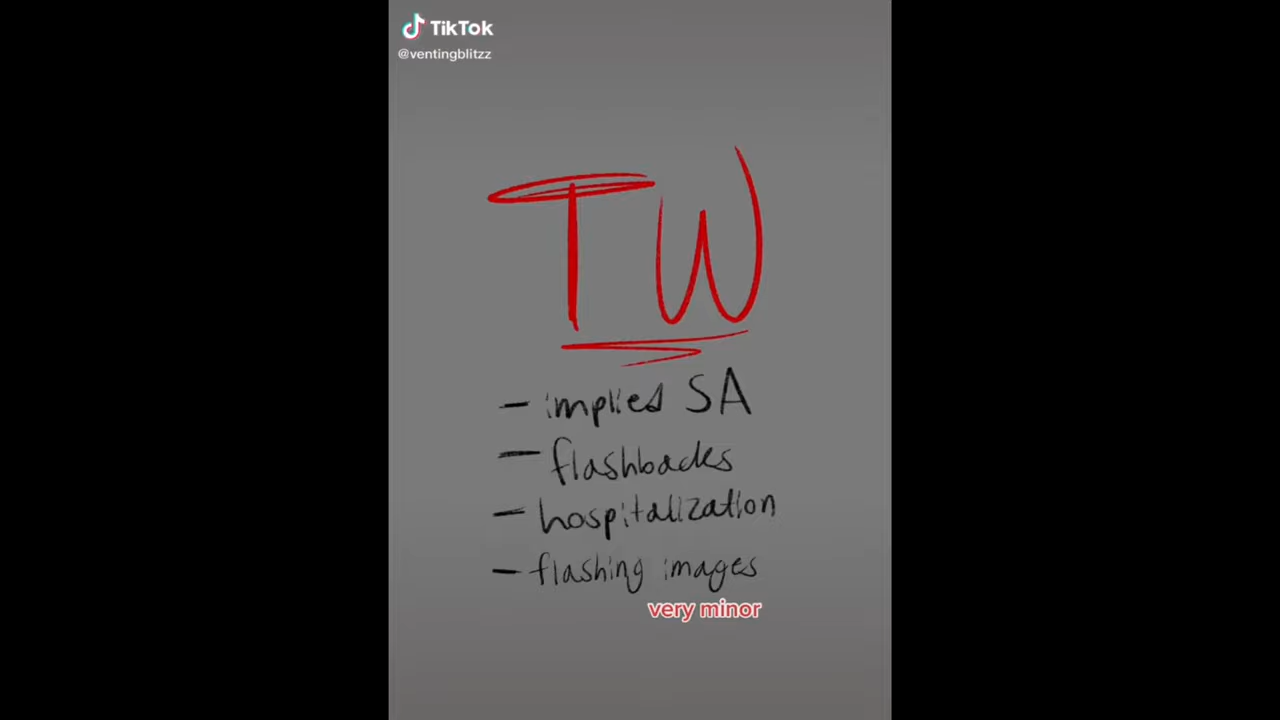 TikTok
@ventingblitzz
TW
- implied SA
- flashbacks
- hospitalization
- flashing images
very minor